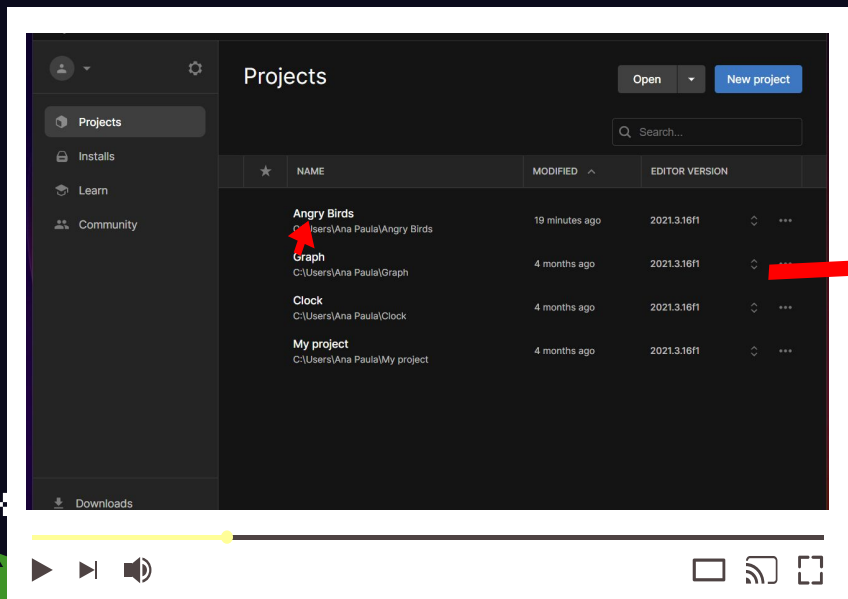 Projects
Open
New project
Projects
Search...
Installs
NAME
MODIFIED
EDITOR VERSION
Learn
Community
Angry Birds
19 minutes ago
2021.3.16f1
C:\Users\Ana Paula\Angry Birds
Graph
4 months ago
2021.3.16f1
C:\Users\Ana Paula\Graph
Clock
4 months ago
2021.3.16f1
C:\Users\Ana Paula\Clock
My project
4 months ago
2021.3.16f1
C:\Users\Ana Paula\My project
Downloads